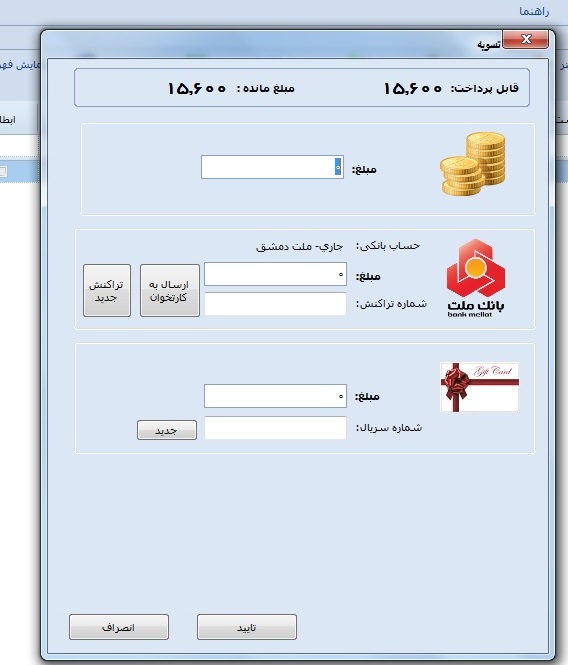 راهنما
تسویه
قابل پرداخت: ۱۵,۶۰۰ مبلغ مانده : ۱۵,۶۰۰
مبلغ: ۰
حساب بانکی: جاري- ملت دمشق
مبلغ: ۰
شماره تراکنش:
ارسال به
کارتخوان
تراکنش
جدید
بانك ملت
bank mellat
Gift Card
مبلغ: ۰
شماره سریال:
جدید
تایید
انصراف